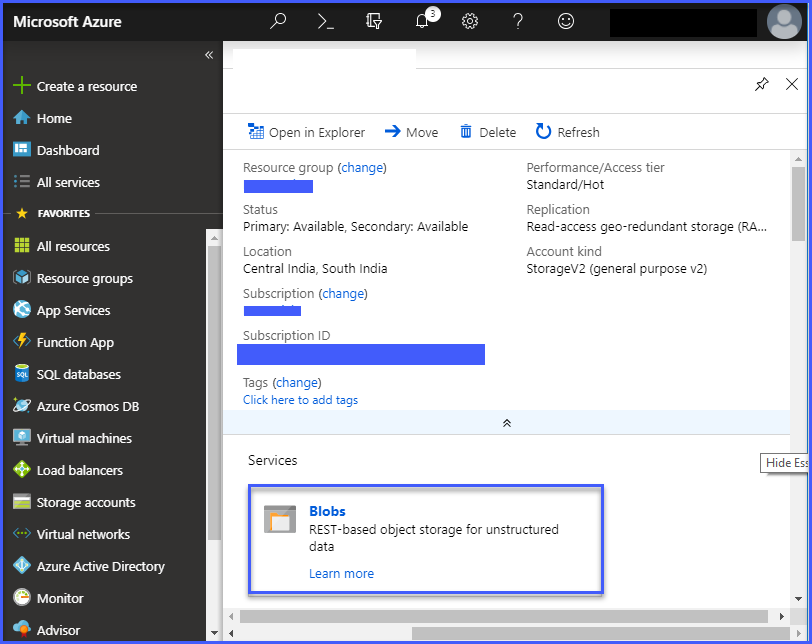 Microsoft Azure
3
Create a resource
Home
Dashboard
All services
FAVORITES
All resources
Resource groups
App Services
Function App
SQL databases
Azure Cosmos DB
Virtual machines
Load balancers
Storage accounts
Virtual networks
Azure Active Directory
Monitor
Advisor
Open in Explorer
Move
Delete
Refresh
Resource group (change)
Status
Primary: Available, Secondary: Available
Location
Central India, South India
Subscription (change)
Subscription ID
Tags (change)
Click here to add tags
Performance/Access tier
Standard/Hot
Replication
Read-access geo-redundant storage (RA...
Account kind
StorageV2 (general purpose v2)
Hide Ess
Services
Blobs
REST-based object storage for unstructured
data
Learn more